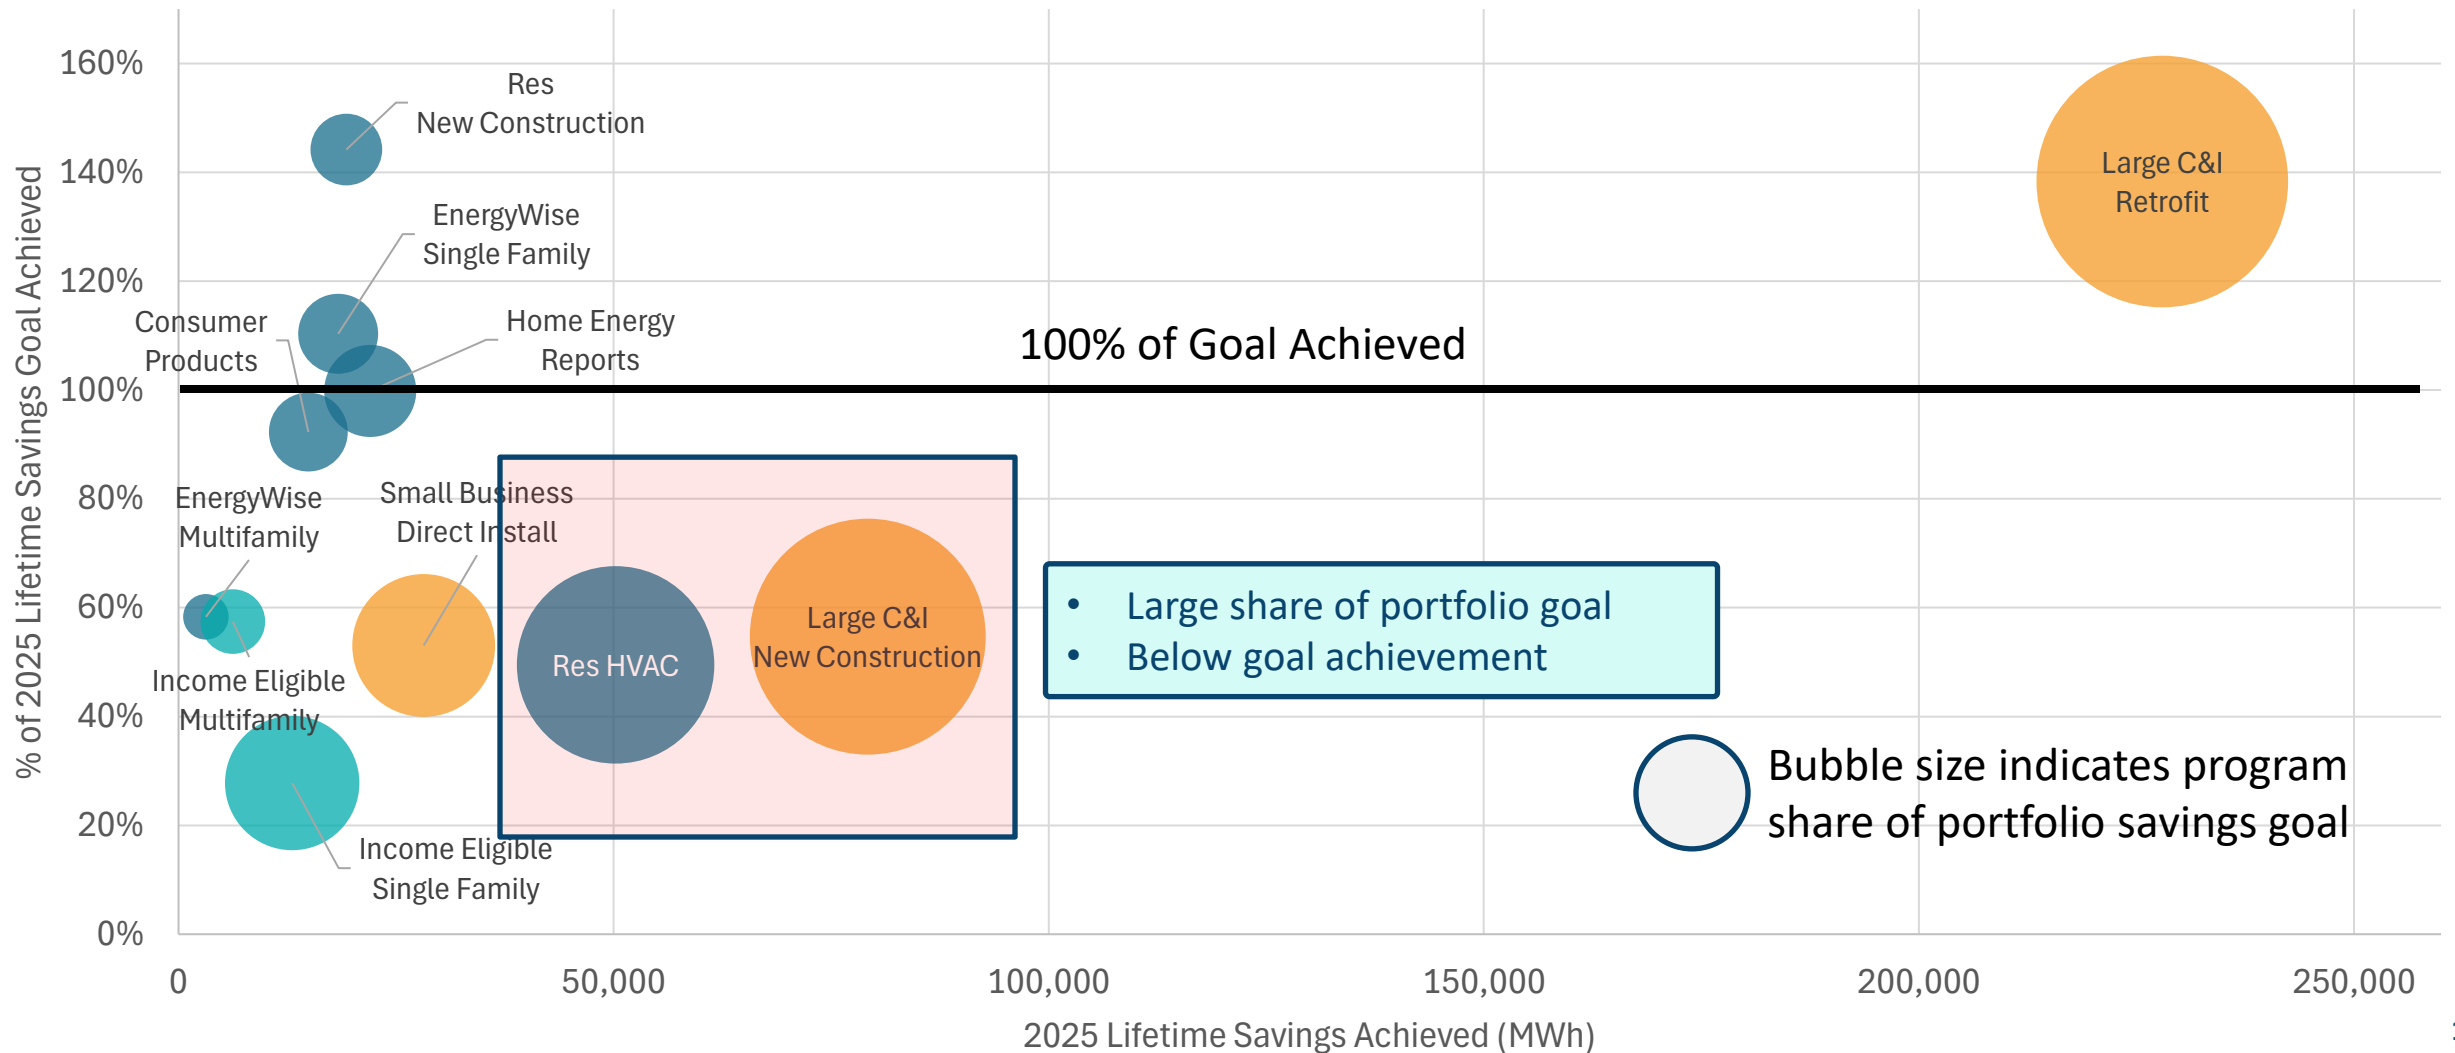 160%
140%
120%
100%
80%
60%
40%
20%
0%
% of 2025 Lifetime Savings Goal Achieved
Res
New Construction
EnergyWise
Single Family
Consumer
Products
Home Energy
Reports
100% of Goal Achieved
Large C&I
Retrofit
EnergyWise
Multifamily
Small Business
Direct Install
Income Eligible
Multifamily
Res HVAC
Large C&I
New Construction
• Large share of portfolio goal
• Below goal achievement
Income Eligible
Single Family
Bubble size indicates program
share of portfolio savings goal
0
50,000
100,000
150,000
200,000
250,000
2025 Lifetime Savings Achieved (MWh)